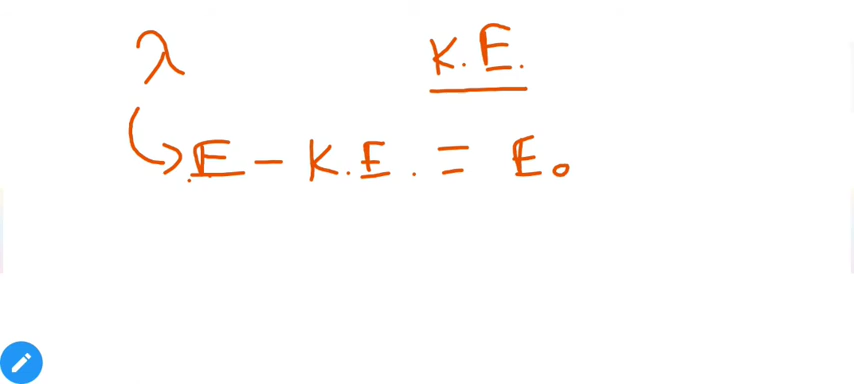 λ K.E.
E - K.E. = E₀